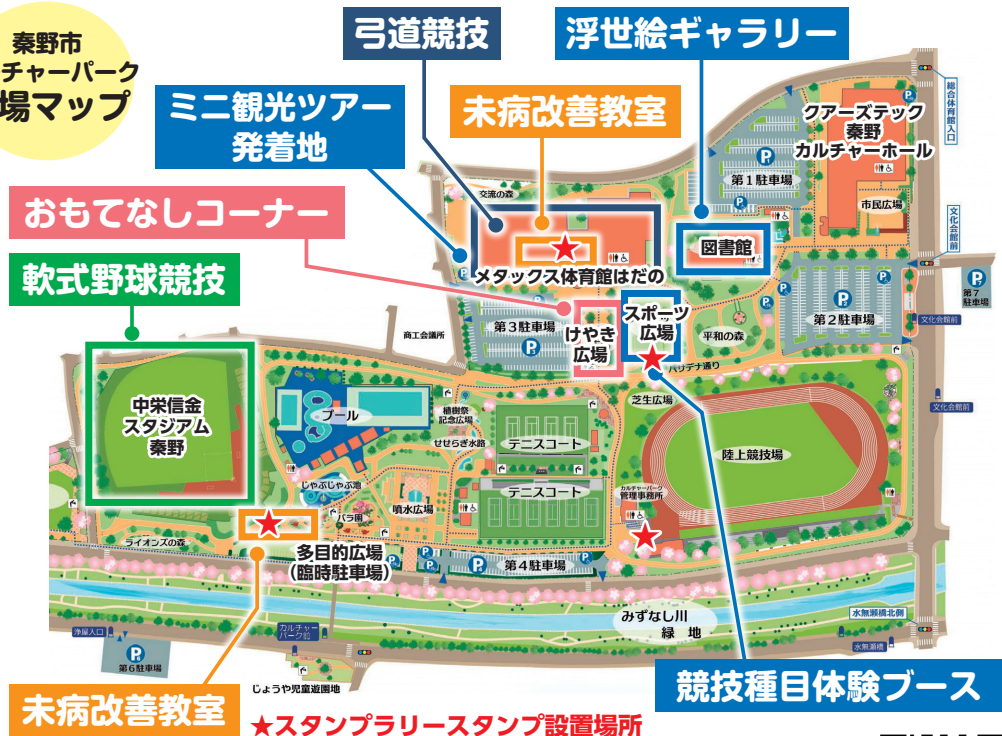 秦野市
チャーパーク
場マップ
弓道競技
浮世絵ギャラリー
ミニ観光ツアー
発着地
未病改善教室
おもてなしコーナー
軟式野球競技
総合体育館入口
クアーズテック
秦野
カルチャーホール
P
第1駐車場
交流の森
市民広場
図書館
メタックス体育館はだの
文化会館前
P
第7
駐車場
文化会館前
P
第2駐車場
P
第3駐車場
けやき
広場
スポーツ
広場
平和の森
商工会議所
パリテナ通り
芝生広場
文化会館前
中栄信金
スタジアム
秦野
プール
植樹祭
記念広場
せせらぎ水路
テニスコート
テニスコート
陸上競技場
カルチャーパーク
管理事務所
じゃぶじゃぶ池
バラ園
噴水広場
ライオンズの森
多目的広場
(臨時駐車場)
P
第4駐車場
P
みずなし川
緑 地
水無瀬橋北側
水無瀬橋
浄屋入口
カルチャー
パーク前
P
第6駐車場
じょうや児童遊園地
競技種目体験ブース
未病改善教室
★スタンプラリースタンプ設置場所